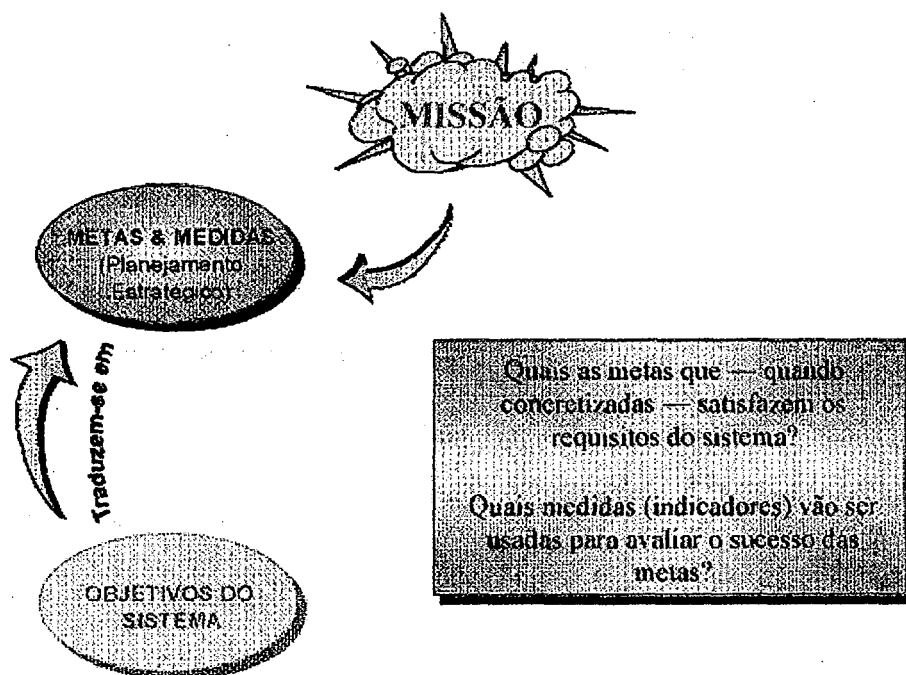 MISSÃO
METAS & MEDIDAS
(Planejamento
Estratégico)
Traduzem-se em
Quais as metas que — quando
concretizadas — satisfazem os
requisitos do sistema?
Quais medidas (indicadores) vão ser
usadas para avaliar o sucesso das
metas?
OBJETIVOS DO
SISTEMA